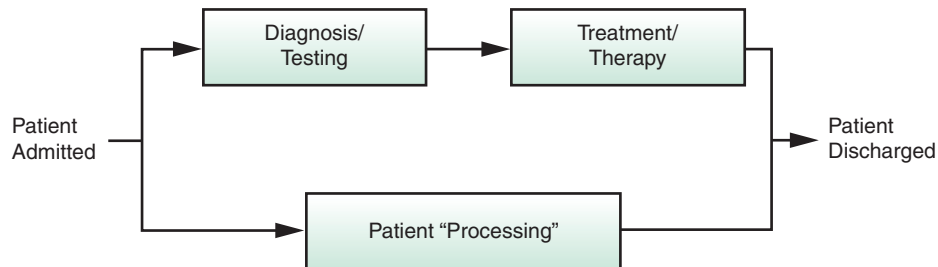 Diagnosis/
Testing
Treatment/
Therapy
Patient
Admitted
Patient
Discharged
Patient “Processing”